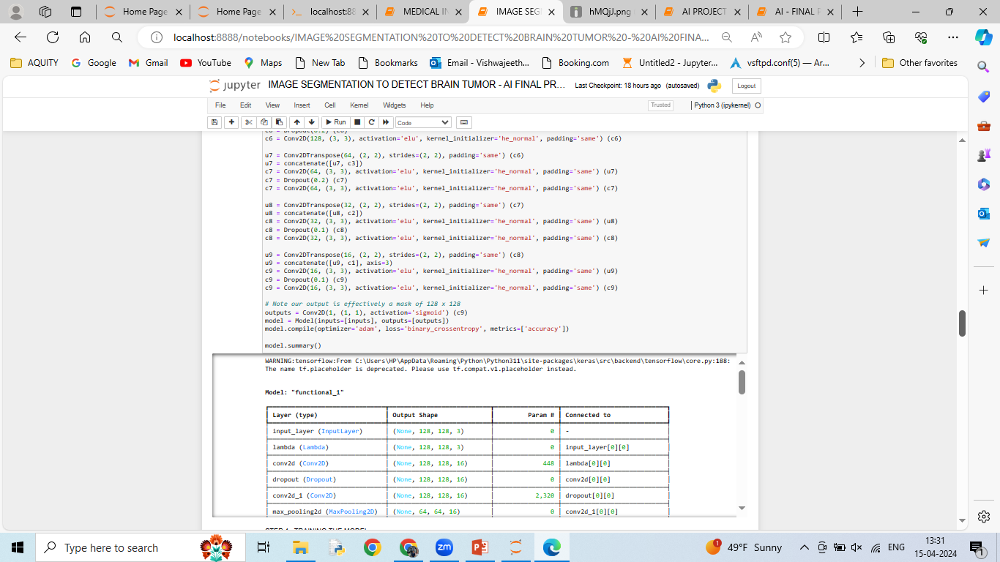 Home Page
Home Page
localhost:88
MEDICAL IN
IMAGE SEG
hMQjJ.png
AI PROJECT
AI - FINAL P
localhost:8888/notebooks/IMAGE%20SEGMENTATION%20TO%20DETECT%20BRAIN%20TUMOR%20-%20AI%20FINA...
AQUITY
Google
Gmail
YouTube
Maps
New Tab
Bookmarks
Email - Vishwajeeth...
Booking.com
Untitled2 - Jupyter...
vsftpd.conf(5) — Ar...
Other favorites
jupyter IMAGE SEGMENTATION TO DETECT BRAIN TUMOR - AI FINAL PR... Last Checkpoint: 18 hours ago (autosaved) Logout
File Edit View Insert Cell Kernel Widgets Help Trusted Python 3 (ipykernel)
Run Code
c6 = Dropout(0.2) (c6)
c6 = Conv2D(128, (3, 3), activation='elu', kernel_initializer='he_normal', padding='same') (c6)
u7 = Conv2DTranspose(64, (2, 2), strides=(2, 2), padding='same') (c6)
u7 = concatenate([u7, c3])
c7 = Conv2D(64, (3, 3), activation='elu', kernel_initializer='he_normal', padding='same') (u7)
c7 = Dropout(0.2) (c7)
c7 = Conv2D(64, (3, 3), activation='elu', kernel_initializer='he_normal', padding='same') (c7)
u8 = Conv2DTranspose(32, (2, 2), strides=(2, 2), padding='same') (c7)
u8 = concatenate([u8, c2])
c8 = Conv2D(32, (3, 3), activation='elu', kernel_initializer='he_normal', padding='same') (u8)
c8 = Dropout(0.1) (c8)
c8 = Conv2D(32, (3, 3), activation='elu', kernel_initializer='he_normal', padding='same') (c8)
u9 = Conv2DTranspose(16, (2, 2), strides=(2, 2), padding='same') (c8)
u9 = concatenate([u9, c1], axis=3)
c9 = Conv2D(16, (3, 3), activation='elu', kernel_initializer='he_normal', padding='same') (u9)
c9 = Dropout(0.1) (c9)
c9 = Conv2D(16, (3, 3), activation='elu', kernel_initializer='he_normal', padding='same') (c9)
# Note our output is effectively a mask of 128 x 128
outputs = Conv2D(1, (1, 1), activation='sigmoid') (c9)
model = Model(inputs=[inputs], outputs=[outputs])
model.compile(optimizer='adam', loss='binary_crossentropy', metrics=['accuracy'])
model.summary()
WARNING:tensorflow:From C:\Users\HP\AppData\Roaming\Python\Python311\site-packages\keras\src\backend\tensorflow\core.py:188:
The name tf.placeholder is deprecated. Please use tf.compat.v1.placeholder instead.
Model: "functional_1"
Layer (type) Output Shape Param # Connected to
input_layer (InputLayer) (None, 128, 128, 3) 0 -
lambda (Lambda) (None, 128, 128, 3) 0 input_layer[0][0]
conv2d (Conv2D) (None, 128, 128, 16) 448 lambda[0][0]
dropout (Dropout) (None, 128, 128, 16) 0 conv2d[0][0]
conv2d_1 (Conv2D) (None, 128, 128, 16) 2,320 dropout[0][0]
max_pooling2d (MaxPooling2D) (None, 64, 64, 16) 0 conv2d_1[0][0]
Type here to search
zm
1
49°F Sunny
ENG
13:31
15-04-2024
1